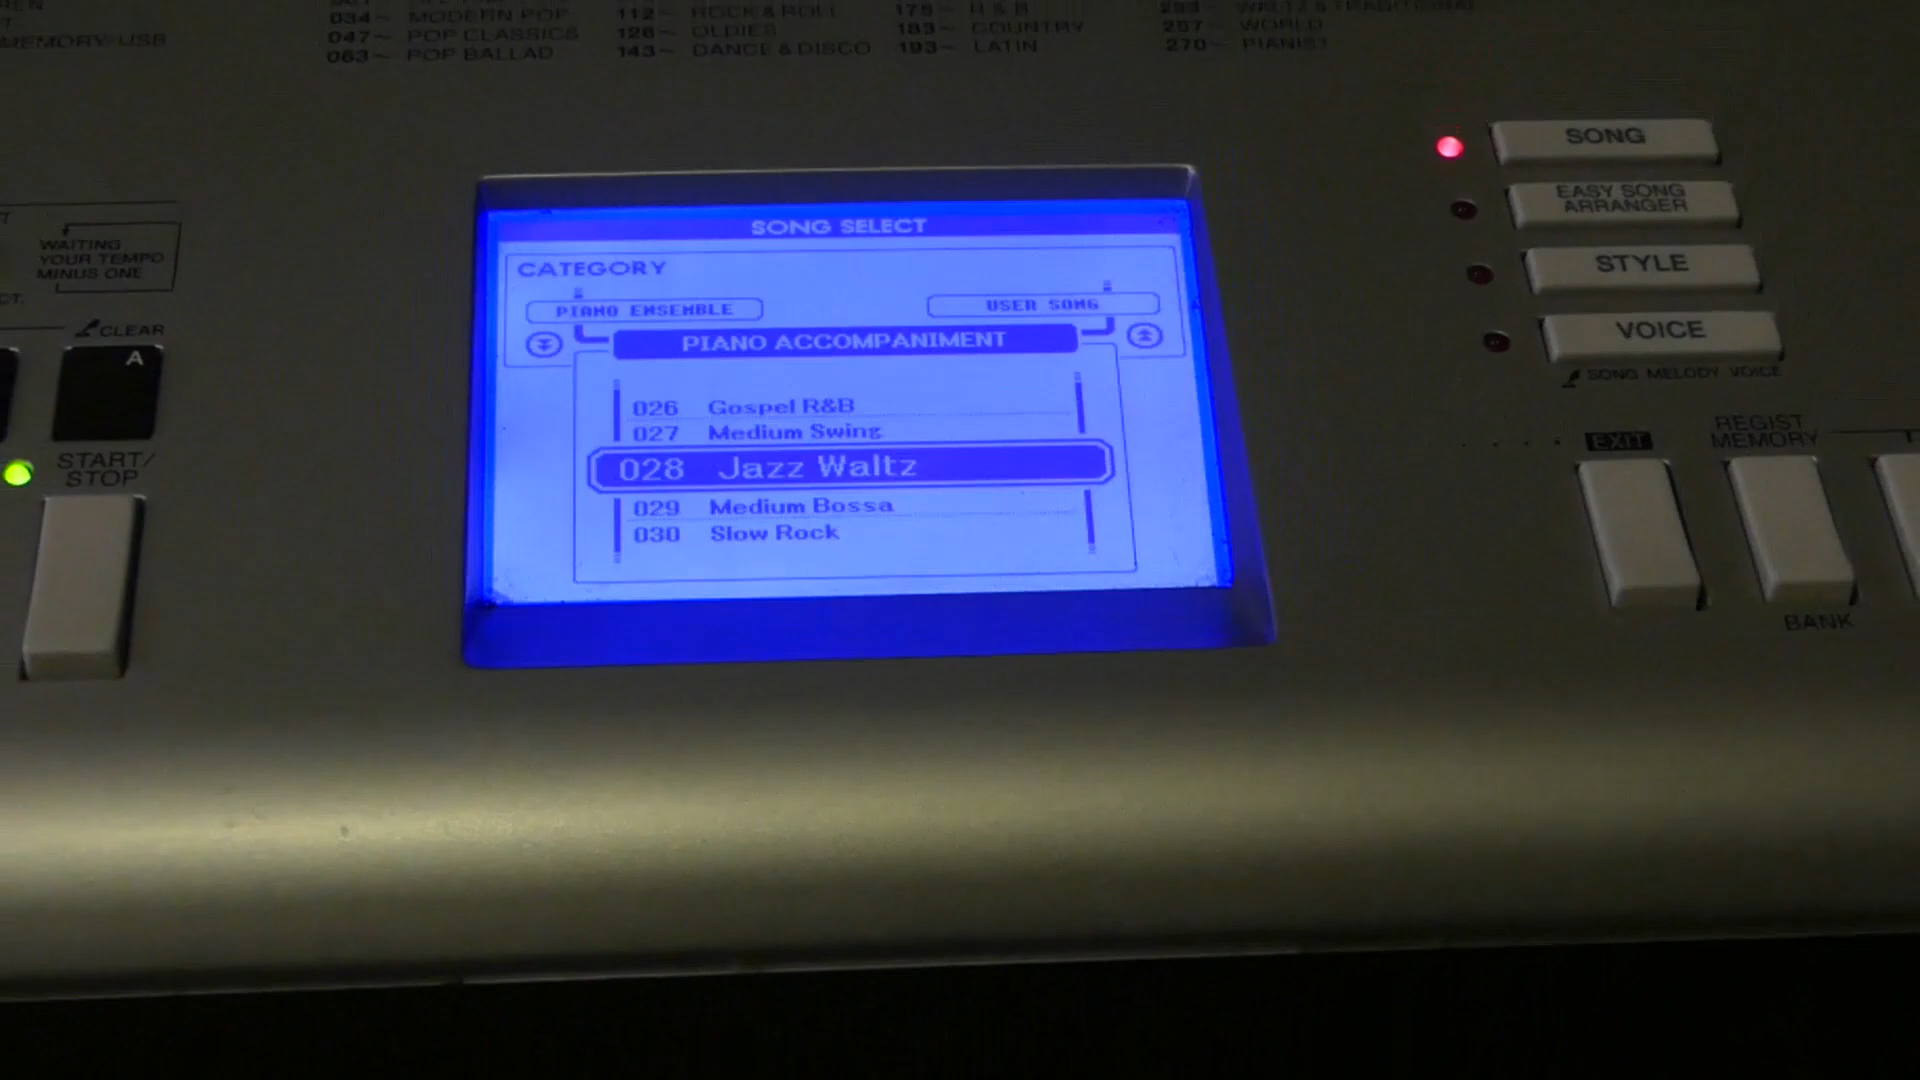 034~ MODERN POP
047~ POP CLASSICS
063~ POP BALLAD
112~ ROCK & ROLL
126~ OLDIES
143~ DANCE & DISCO
175~ R & B
183~ COUNTRY
193~ LATIN
257~ WORLD
270~ PIANIST
MEMORY/USB
WAITING
YOUR TEMPO
MINUS ONE
CLEAR
A
START/
STOP
SONG SELECT
CATEGORY
PIANO ENSEMBLE
USER SONG
PIANO ACCOMPANIMENT
026 Gospel R&B
027 Medium Swing
028 Jazz Waltz
029 Medium Bossa
030 Slow Rock
SONG
EASY SONG
ARRANGER
STYLE
VOICE
SONG MELODY VOICE
EXIT
REGIST
MEMORY
BANK